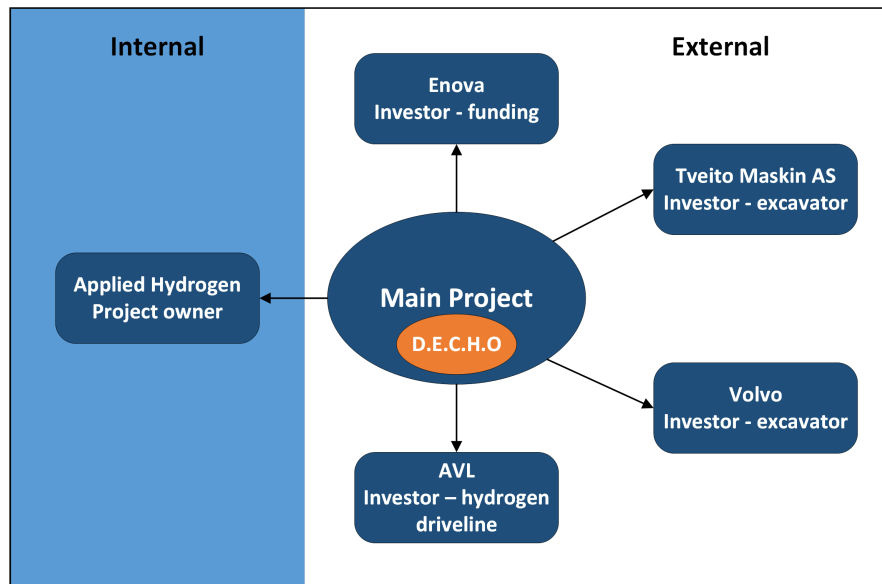 Internal
External
Enova
Investor - funding
Tveito Maskin AS
Investor - excavator
Applied Hydrogen
Project owner
Main Project
D.E.C.H.O
Volvo
Investor - excavator
AVL
Investor – hydrogen
driveline